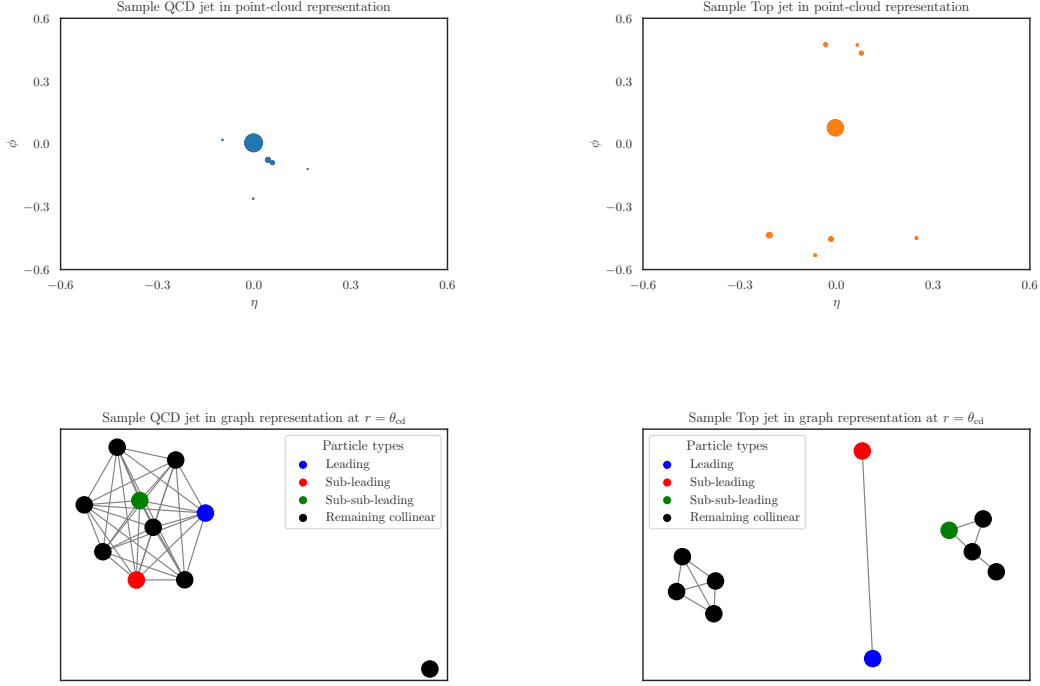 Sample QCD jet in point-cloud representation
0.6
0.3
0.0
−0.3
−0.6
ϕ
−0.6
−0.3
0.0
0.3
0.6
η
Sample Top jet in point-cloud representation
0.6
0.3
0.0
−0.3
−0.6
ϕ
−0.6
−0.3
0.0
0.3
0.6
η
Sample QCD jet in graph representation at r = θcd
Particle types
Leading
Sub-leading
Sub-sub-leading
Remaining collinear
Sample Top jet in graph representation at r = θcd
Particle types
Leading
Sub-leading
Sub-sub-leading
Remaining collinear